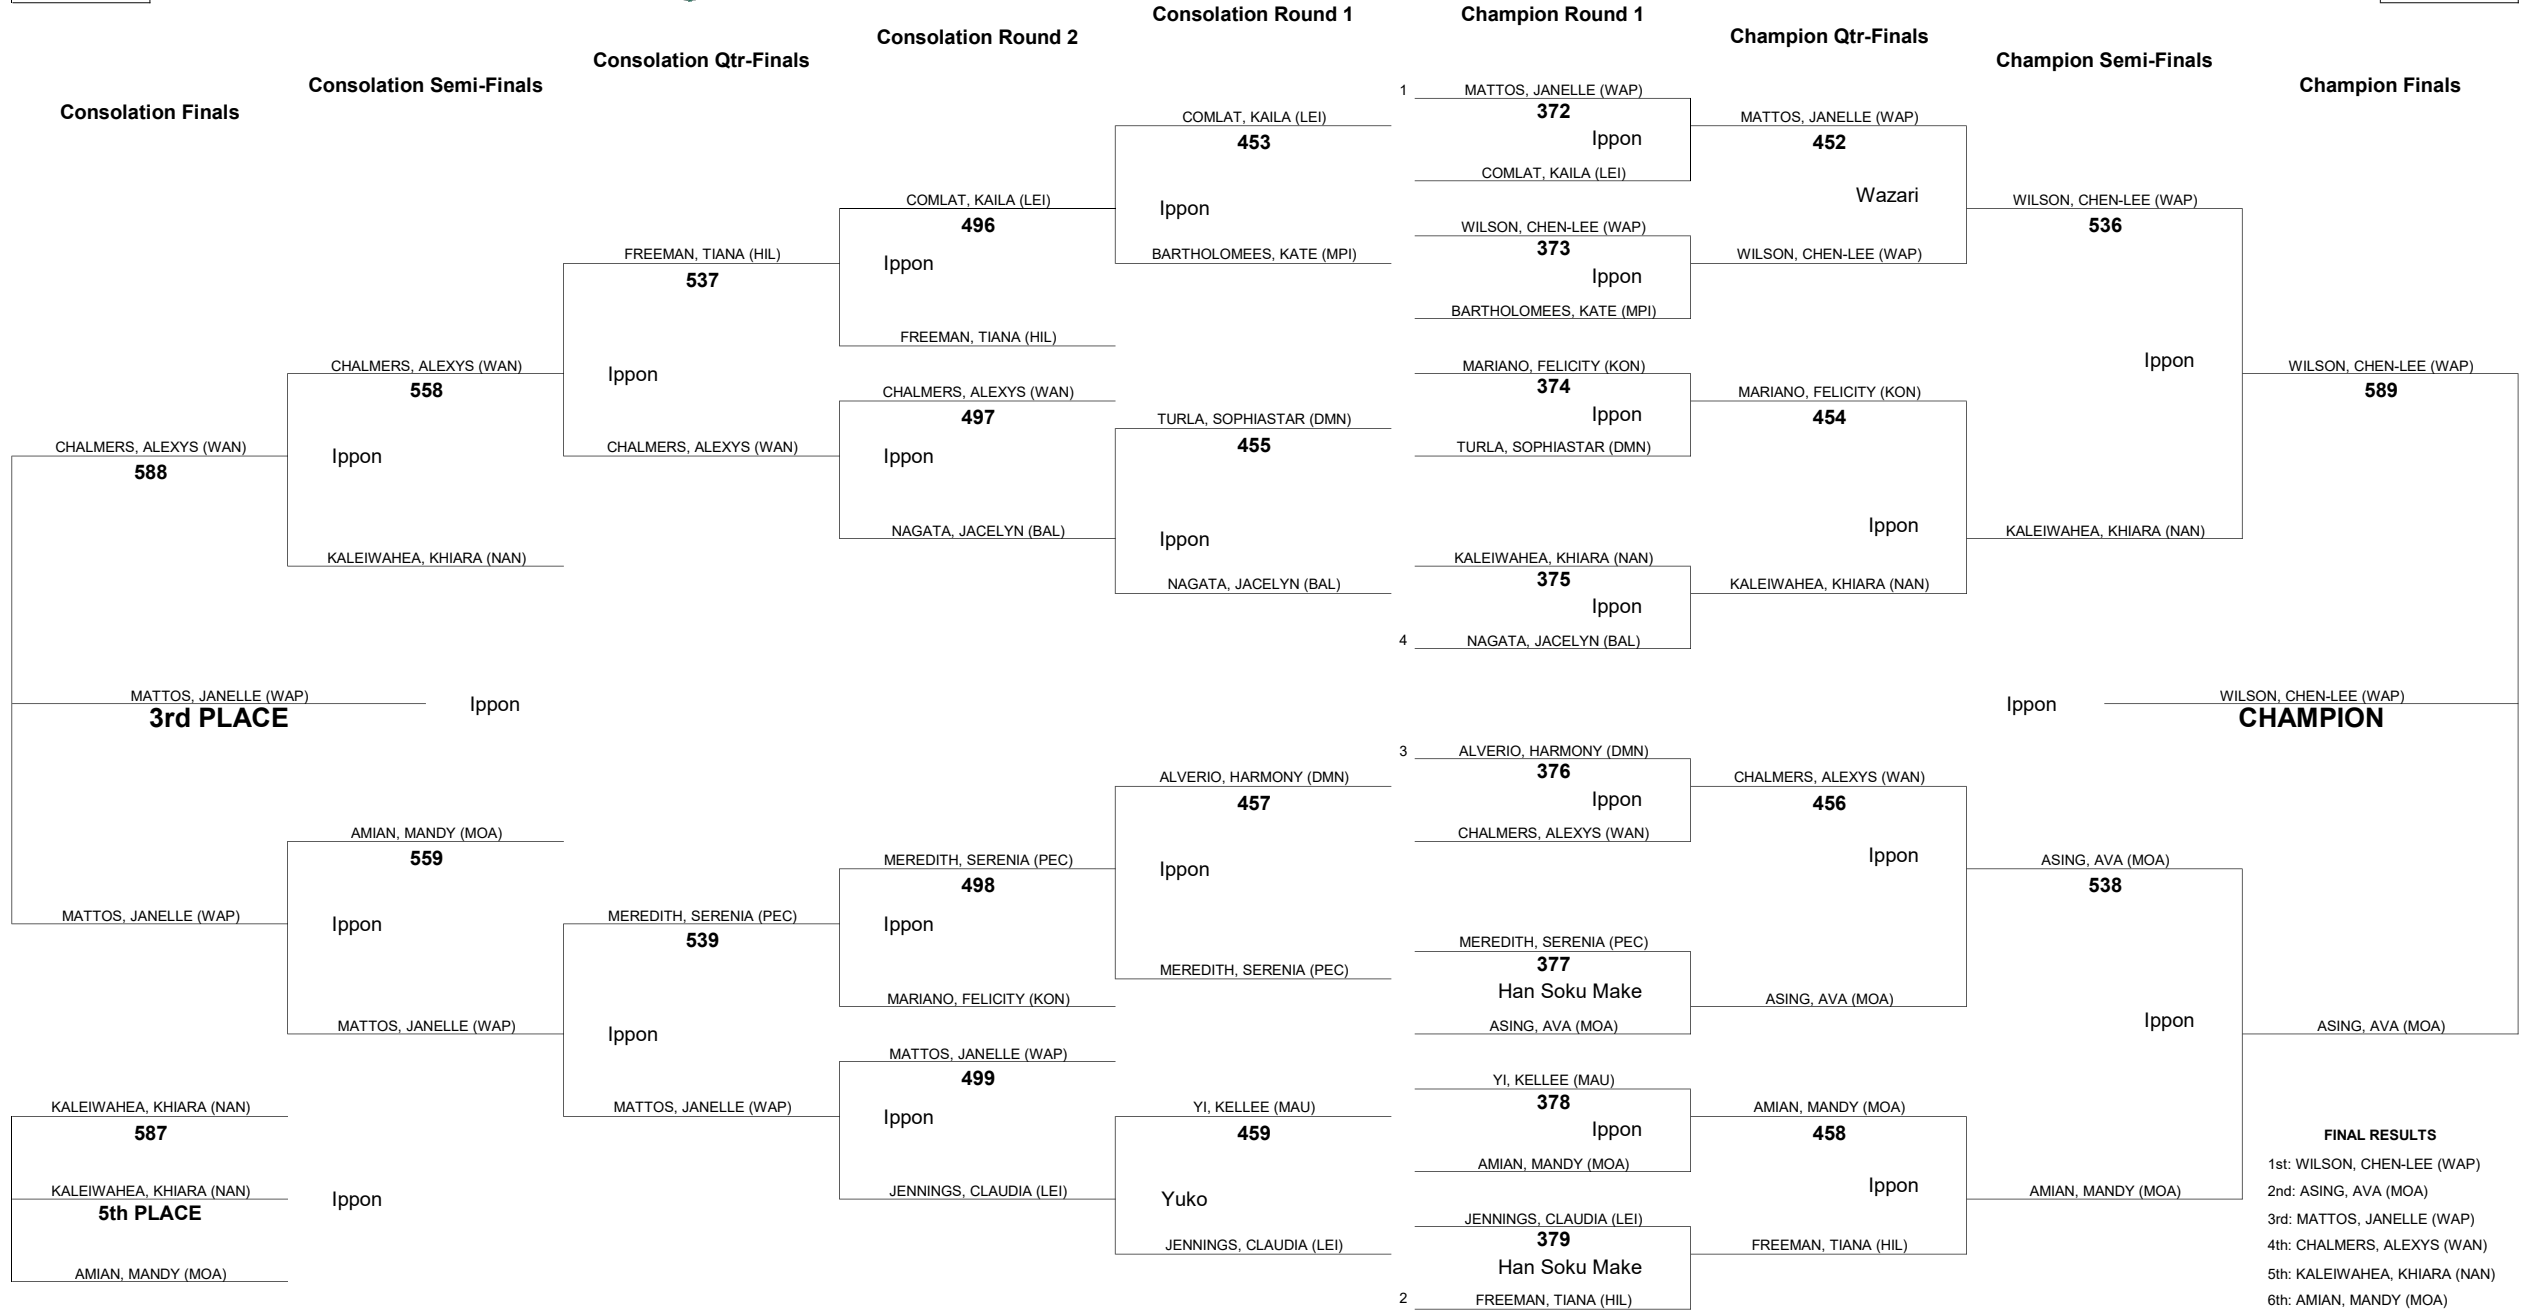 Consolation Round 1
Champion Round 1
Consolation Round 2
Champion Qtr-Finals
Consolation Qtr-Finals
Champion Semi-Finals
Consolation Semi-Finals
Champion Finals
Consolation Finals
1 MATTOS, JANELLE (WAP)
372
Ippon
COMLAT, KAILA (LEI)
WILSON, CHEN-LEE (WAP)
373
Ippon
BARTHOLOMEES, KATE (MPI)
MARIANO, FELICITY (KON)
374
Ippon
TURLA, SOPHIASTAR (DMN)
KALEIWAHEA, KHIARA (NAN)
375
Ippon
4 NAGATA, JACELYN (BAL)
3 ALVERIO, HARMONY (DMN)
376
Ippon
CHALMERS, ALEXYS (WAN)
MEREDITH, SERENIA (PEC)
377
Han Soku Make
ASING, AVA (MOA)
YI, KELLEE (MAU)
378
Ippon
AMIAN, MANDY (MOA)
JENNINGS, CLAUDIA (LEI)
379
Han Soku Make
2 FREEMAN, TIANA (HIL)
MATTOS, JANELLE (WAP)
452
Wazari
WILSON, CHEN-LEE (WAP)
MARIANO, FELICITY (KON)
454
Ippon
KALEIWAHEA, KHIARA (NAN)
CHALMERS, ALEXYS (WAN)
456
Ippon
ASING, AVA (MOA)
AMIAN, MANDY (MOA)
458
Ippon
FREEMAN, TIANA (HIL)
WILSON, CHEN-LEE (WAP)
536
Ippon
KALEIWAHEA, KHIARA (NAN)
ASING, AVA (MOA)
538
Ippon
AMIAN, MANDY (MOA)
WILSON, CHEN-LEE (WAP)
589
Ippon
WILSON, CHEN-LEE (WAP)
CHAMPION
ASING, AVA (MOA)
COMLAT, KAILA (LEI)
453
Ippon
BARTHOLOMEES, KATE (MPI)
TURLA, SOPHIASTAR (DMN)
455
Ippon
NAGATA, JACELYN (BAL)
ALVERIO, HARMONY (DMN)
457
Ippon
MEREDITH, SERENIA (PEC)
YI, KELLEE (MAU)
459
Yuko
JENNINGS, CLAUDIA (LEI)
COMLAT, KAILA (LEI)
496
Ippon
FREEMAN, TIANA (HIL)
CHALMERS, ALEXYS (WAN)
497
Ippon
NAGATA, JACELYN (BAL)
MEREDITH, SERENIA (PEC)
498
Ippon
MARIANO, FELICITY (KON)
MATTOS, JANELLE (WAP)
499
Ippon
JENNINGS, CLAUDIA (LEI)
FREEMAN, TIANA (HIL)
537
Ippon
CHALMERS, ALEXYS (WAN)
MEREDITH, SERENIA (PEC)
539
Ippon
MATTOS, JANELLE (WAP)
CHALMERS, ALEXYS (WAN)
558
Ippon
KALEIWAHEA, KHIARA (NAN)
AMIAN, MANDY (MOA)
559
Ippon
MATTOS, JANELLE (WAP)
CHALMERS, ALEXYS (WAN)
588
MATTOS, JANELLE (WAP)
3rd PLACE
Ippon
MATTOS, JANELLE (WAP)
KALEIWAHEA, KHIARA (NAN)
587
KALEIWAHEA, KHIARA (NAN)
5th PLACE
Ippon
AMIAN, MANDY (MOA)
FINAL RESULTS
1st: WILSON, CHEN-LEE (WAP)
2nd: ASING, AVA (MOA)
3rd: MATTOS, JANELLE (WAP)
4th: CHALMERS, ALEXYS (WAN)
5th: KALEIWAHEA, KHIARA (NAN)
6th: AMIAN, MANDY (MOA)